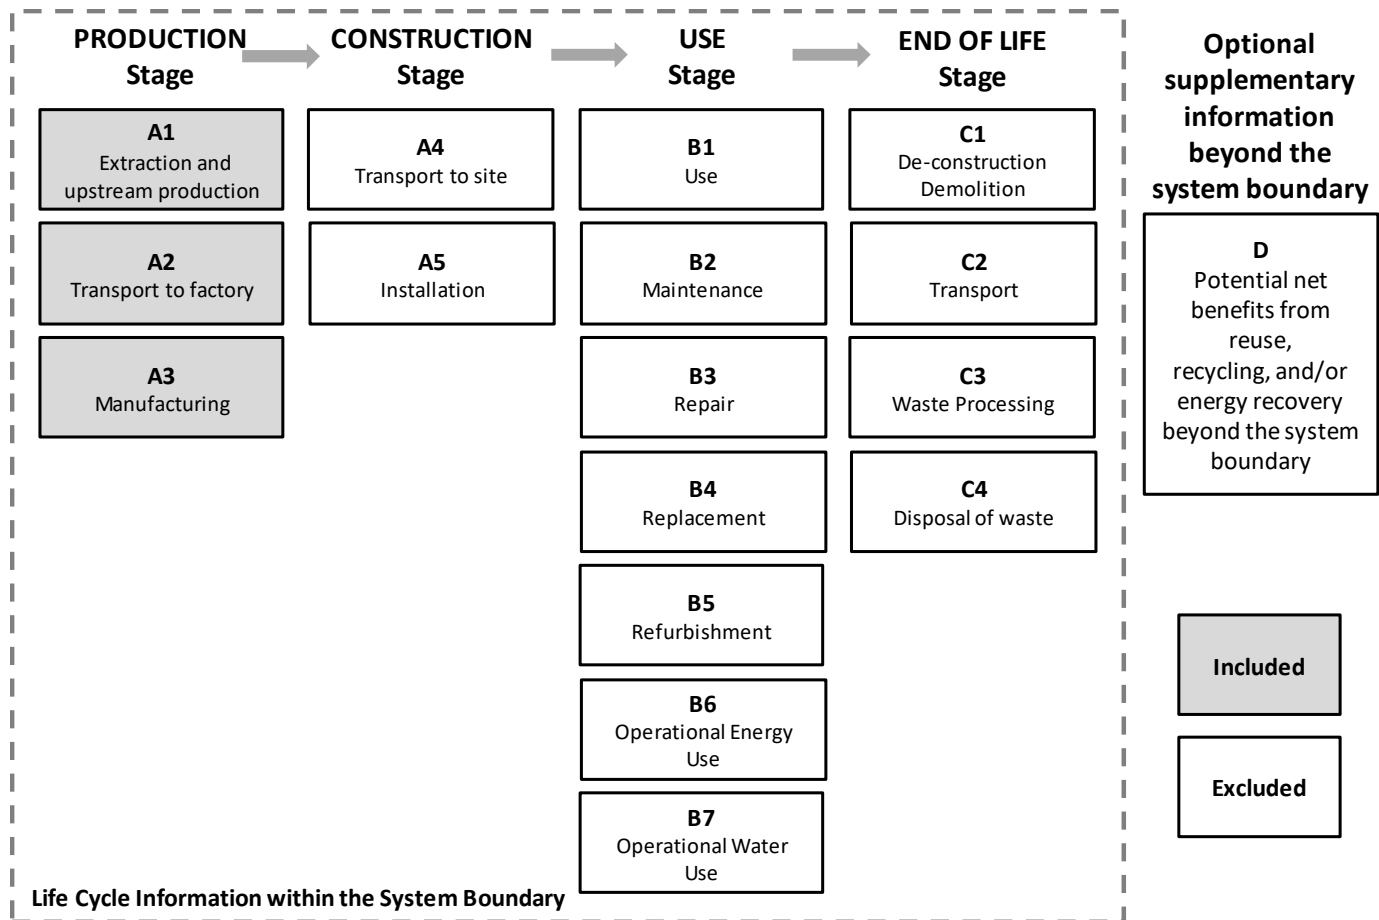 PRODUCTION
Stage
CONSTRUCTION
Stage
USE
Stage
END OF LIFE
Stage
A1
Extraction and
upstream production
A2
Transport to factory
A3
Manufacturing
A4
Transport to site
A5
Installation
B1
Use
B2
Maintenance
B3
Repair
B4
Replacement
B5
Refurbishment
B6
Operational Energy
Use
B7
Operational Water
Use
C1
De-construction
Demolition
C2
Transport
C3
Waste Processing
C4
Disposal of waste
Life Cycle Information within the System Boundary
Optional
supplementary
information
beyond the
system boundary
D
Potential net
benefits from
reuse,
recycling, and/or
energy recovery
beyond the system
boundary
Included
Excluded